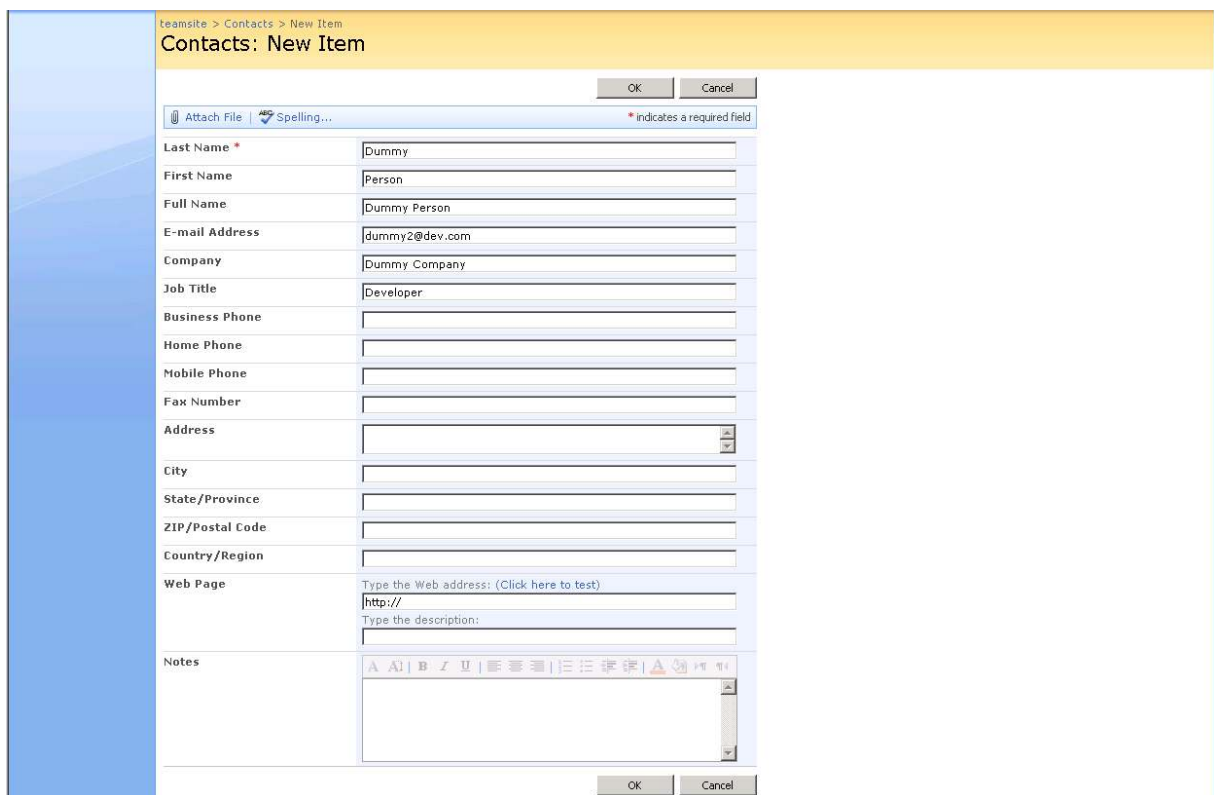 teamsite > Contacts > New Item
Contacts: New Item
OK Cancel
Attach File | ABC Spelling... * indicates a required field
Last Name * Dummy
First Name Person
Full Name Dummy Person
E-mail Address dummy2@dev.com
Company Dummy Company
Job Title Developer
Business Phone
Home Phone
Mobile Phone
Fax Number
Address
City
State/Province
ZIP/Postal Code
Country/Region
Web Page Type the Web address: (Click here to test)
http://
Type the description:
Notes
A A | B I U | A
OK Cancel